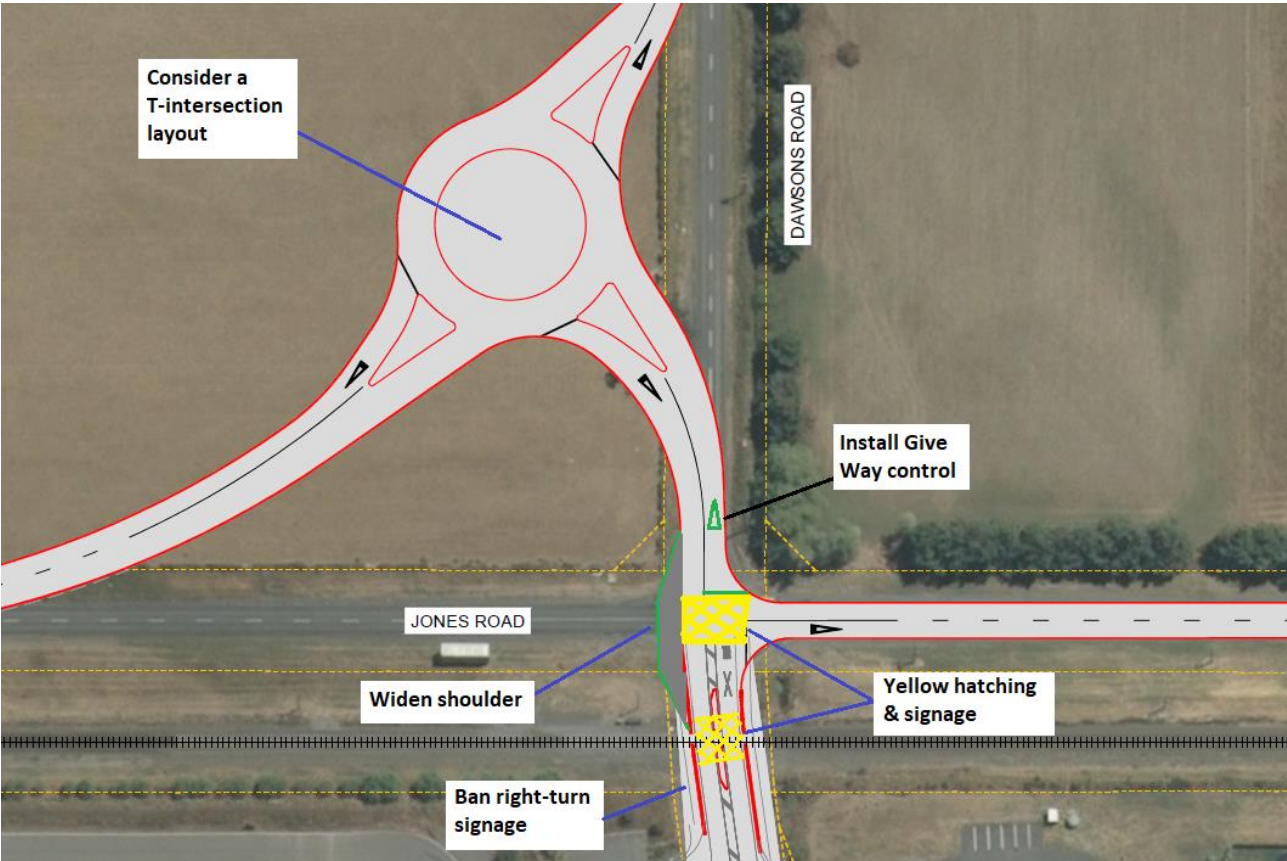 Consider a
T-intersection
layout
DAWSONS ROAD
Install Give
Way control
JONES ROAD
Widen shoulder
Yellow hatching
& signage
X
Ban right-turn
signage